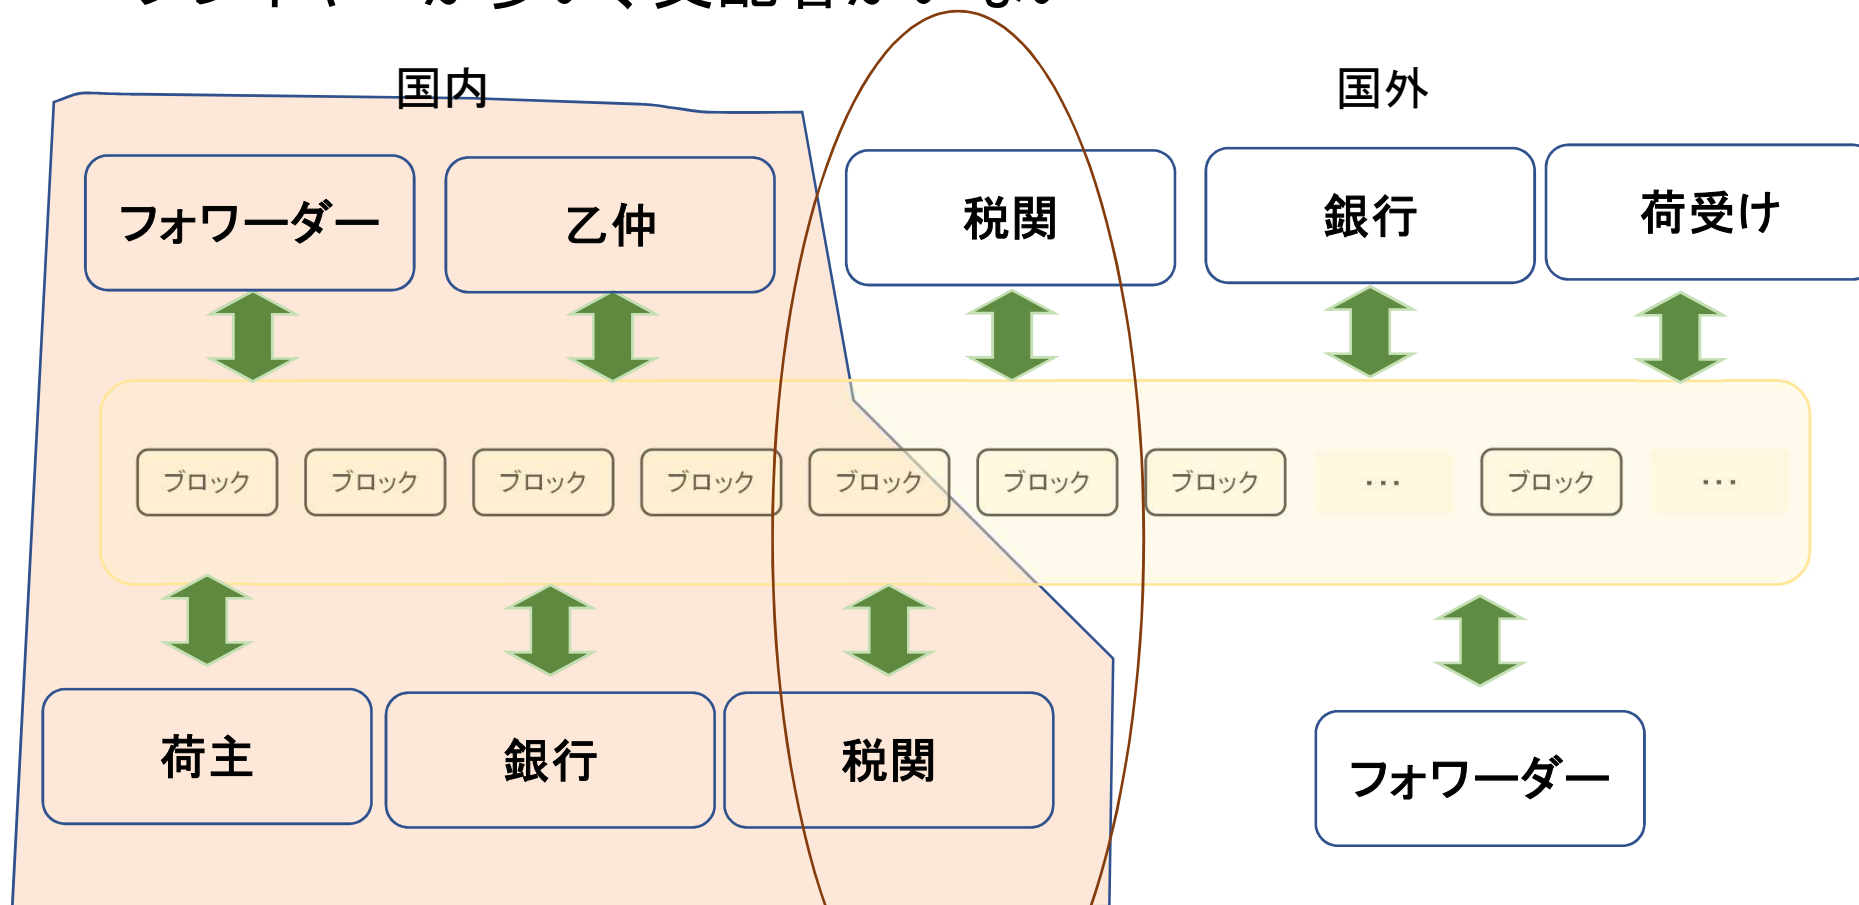 国内
国外
フォワーダー
乙仲
税関
銀行
荷受け
ブロック ブロック ブロック ブロック ブロック ブロック ブロック … ブロック …
荷主
銀行
税関
フォワーダー